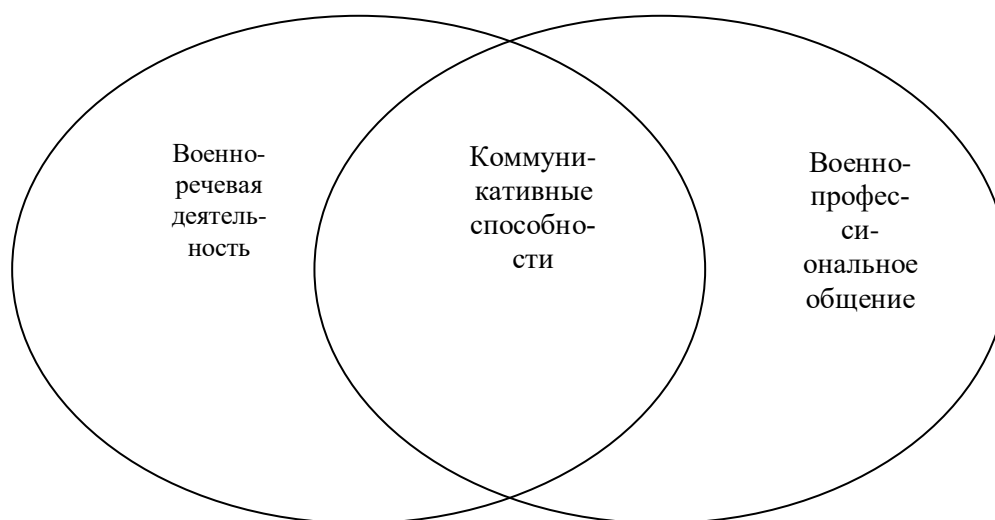 Военно-
речевая
деятель-
ность
Коммуни-
кативные
способно-
сти
Военно-
профес-
си-
ональное
общение